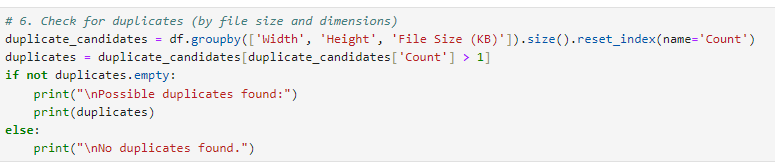 # 6. Check for duplicates (by file size and dimensions)
duplicate_candidates = df.groupby(['Width', 'Height', 'File Size (KB)']).size().reset_index(name='Count')
duplicates = duplicate_candidates[duplicate_candidates['Count'] > 1]
if not duplicates.empty:
    print("\nPossible duplicates found:")
    print(duplicates)
else:
    print("\nNo duplicates found.")